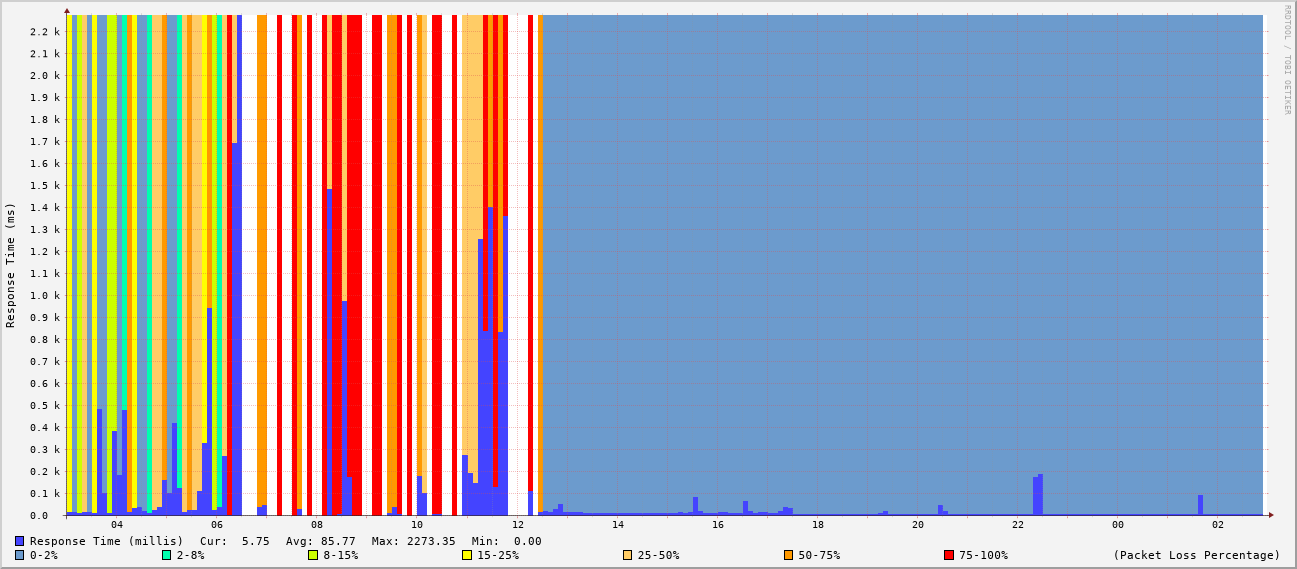 RRDTOOL / TOBI OETIKER
Response Time (ms)
2.2 k
2.1 k
2.0 k
1.9 k
1.8 k
1.7 k
1.6 k
1.5 k
1.4 k
1.3 k
1.2 k
1.1 k
1.0 k
0.9 k
0.8 k
0.7 k
0.6 k
0.5 k
0.4 k
0.3 k
0.2 k
0.1 k
0.0
04 06 08 10 12 14 16 18 20 22 00 02
Response Time (millis) Cur: 5.75 Avg: 85.77 Max: 2273.35 Min: 0.00
0-2% 2-8% 8-15% 15-25% 25-50% 50-75% 75-100% (Packet Loss Percentage)